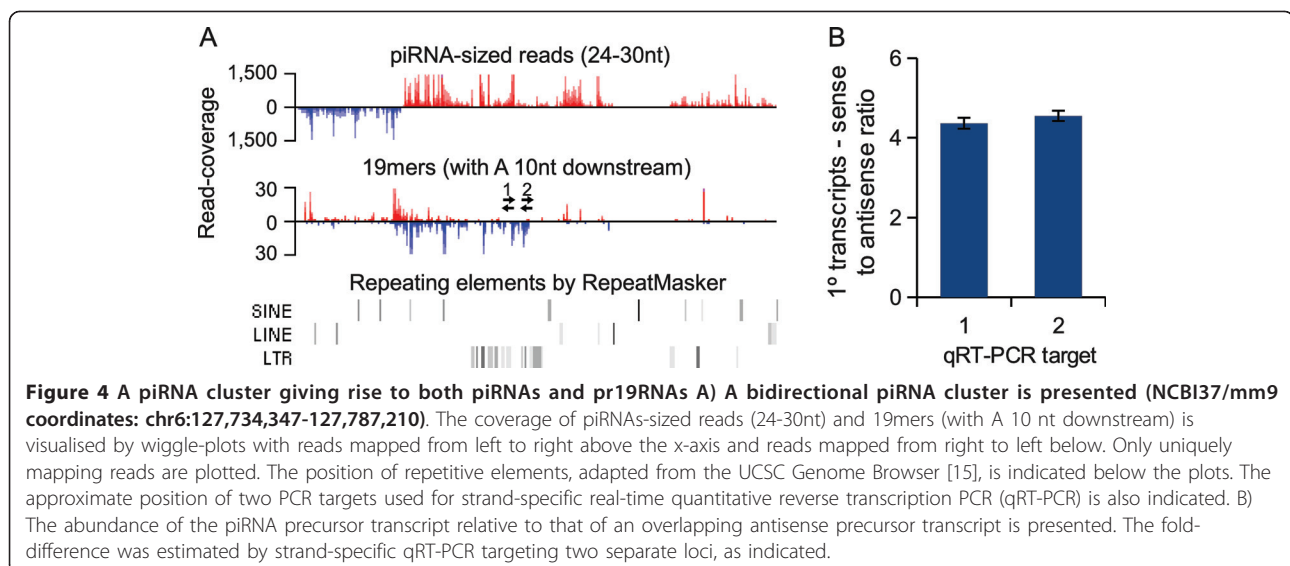 A
piRNA-sized reads (24-30nt)
1,500
0
1,500
19mers (with A 10nt downstream)
30
1 2
0
30
Read-coverage
Repeating elements by RepeatMasker
SINE
LINE
LTR
B
6
4
2
0
1º transcripts - sense
to antisense ratio
1 2
qRT-PCR target
Figure 4 A piRNA cluster giving rise to both piRNAs and pr19RNAs A) A bidirectional piRNA cluster is presented (NCBI37/mm9
coordinates: chr6:127,734,347-127,787,210). The coverage of piRNAs-sized reads (24-30nt) and 19mers (with A 10 nt downstream) is
visualised by wiggle-plots with reads mapped from left to right above the x-axis and reads mapped from right to left below. Only uniquely
mapping reads are plotted. The position of repetitive elements, adapted from the UCSC Genome Browser [15], is indicated below the plots. The
approximate position of two PCR targets used for strand-specific real-time quantitative reverse transcription PCR (qRT-PCR) is also indicated. B)
The abundance of the piRNA precursor transcript relative to that of an overlapping antisense precursor transcript is presented. The fold-
difference was estimated by strand-specific qRT-PCR targeting two separate loci, as indicated.